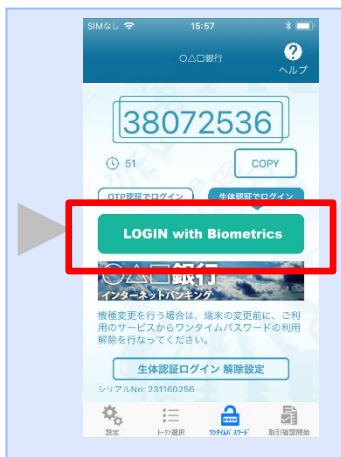 SIMなし 15:57
○△□銀行
?
ヘルプ
38072536
51 COPY
OTP認証でログイン 生体認証でログイン
LOGIN with Biometrics
○△□銀行
インターネットバンキング
機種変更を行う場合は、端末の変更前に、ご利
用のサービスからワンタイムパスワードの利用
解除を行なってください。
生体認証ログイン 解除設定
シリアルNo: 231160256
設定 トークン選択 ワンタイムパスワード 取引確認開始